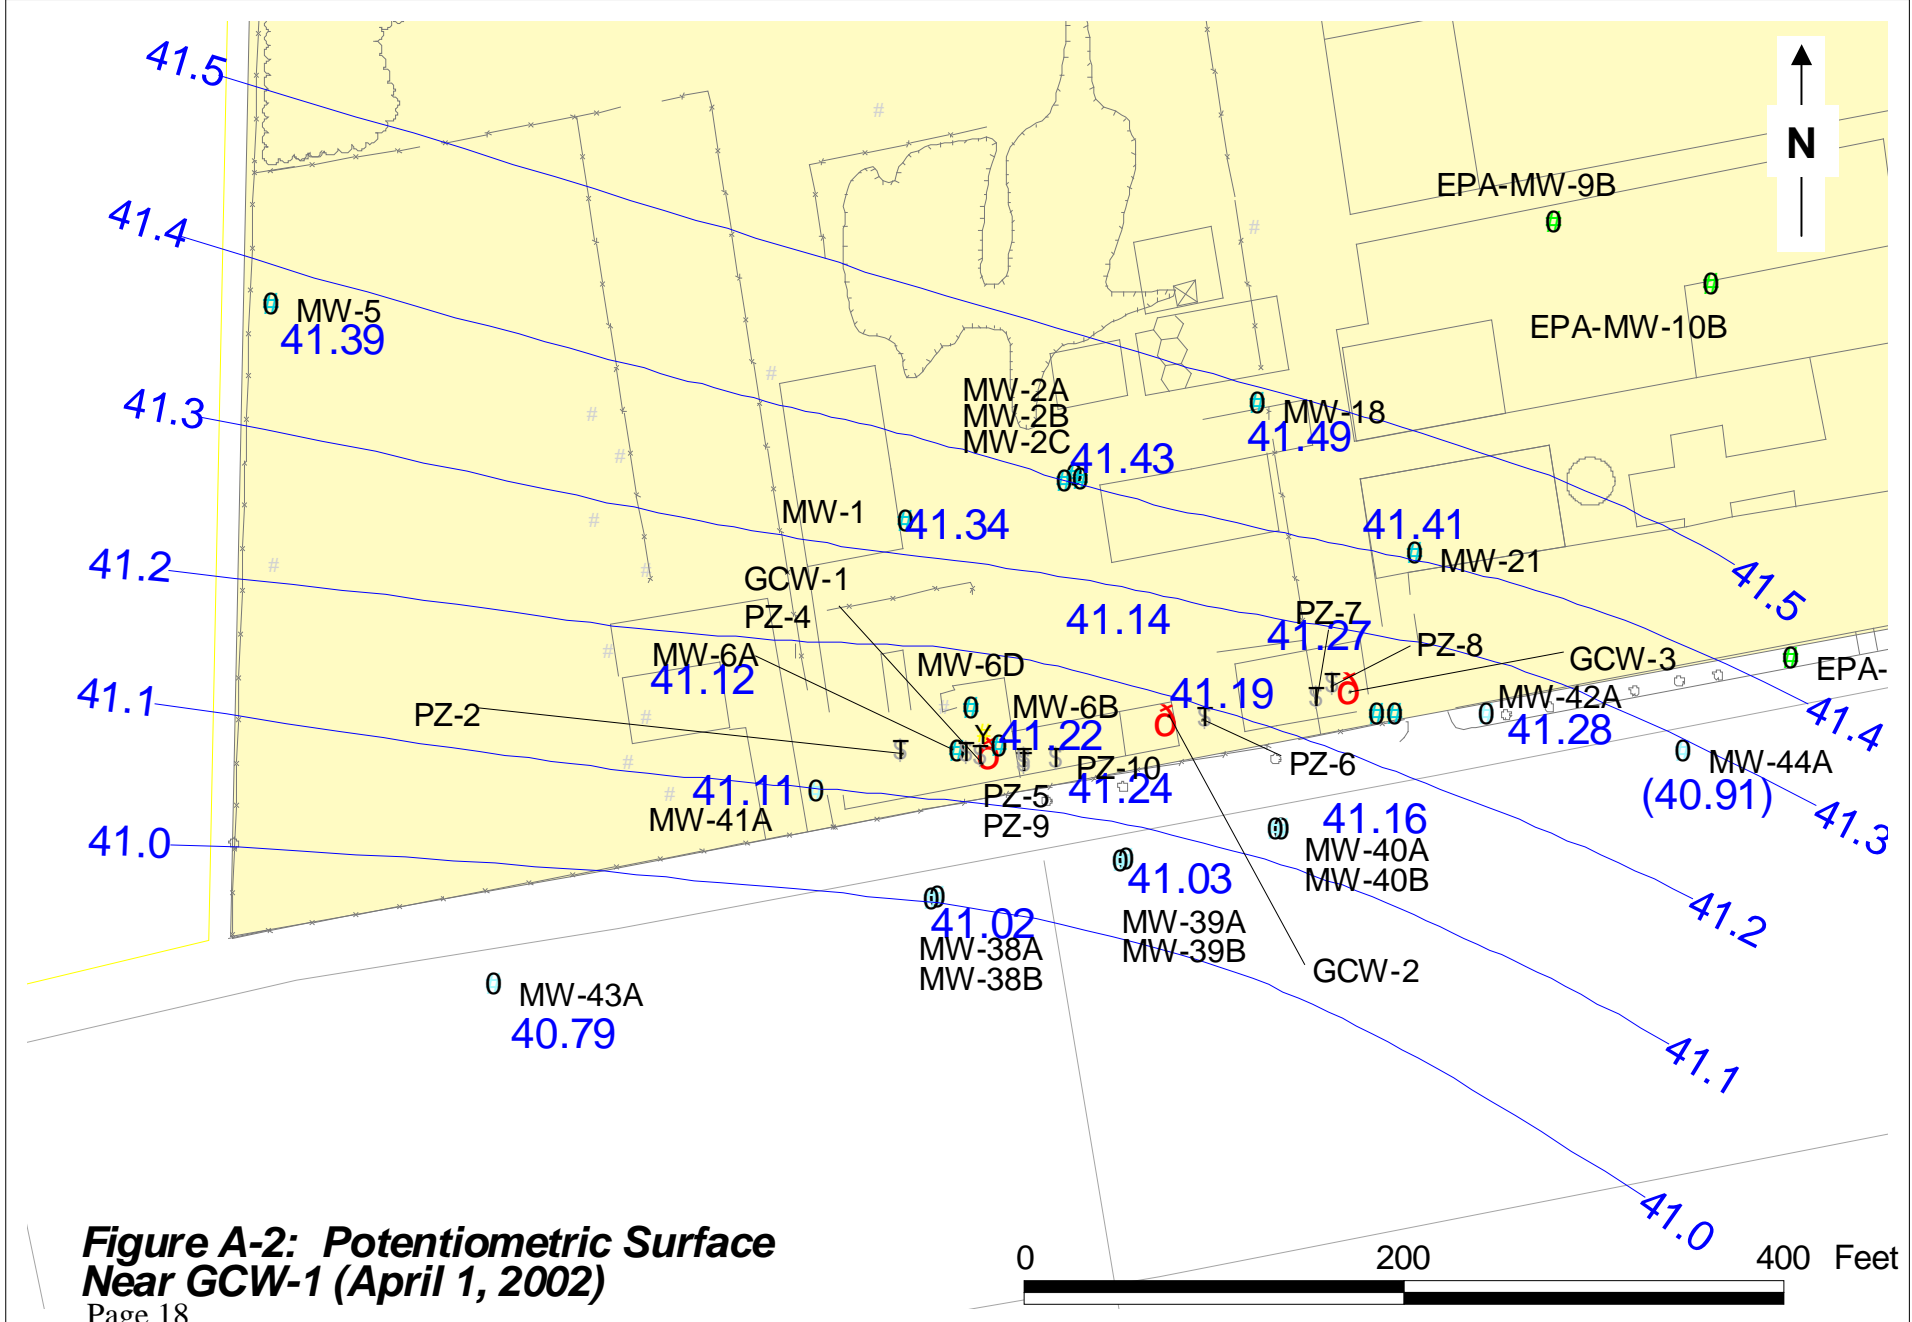 41.5
N
EPA-MW-9B
41.4
EPA-MW-10B
MW-5
41.39
41.3
MW-2A
MW-2B
MW-2C
41.43
MW-18
41.49
MW-1
41.34
41.41
MW-21
41.2
GCW-1
PZ-4
41.14
41.5
PZ-7
41.27
PZ-8
GCW-3
EPA-
MW-6A
41.12
MW-6D
41.19
MW-42A
41.28
41.4
41.1
PZ-2
MW-6B
41.22
PZ-10
41.24
PZ-6
MW-44A
(40.91)
41.3
41.11
MW-41A
PZ-5
PZ-9
41.16
MW-40A
MW-40B
41.0
41.03
MW-39A
MW-39B
41.02
MW-38A
MW-38B
41.2
GCW-2
MW-43A
40.79
41.1
41.0
Figure A-2: Potentiometric Surface
Near GCW-1 (April 1, 2002)
0 200 400 Feet
Page 18